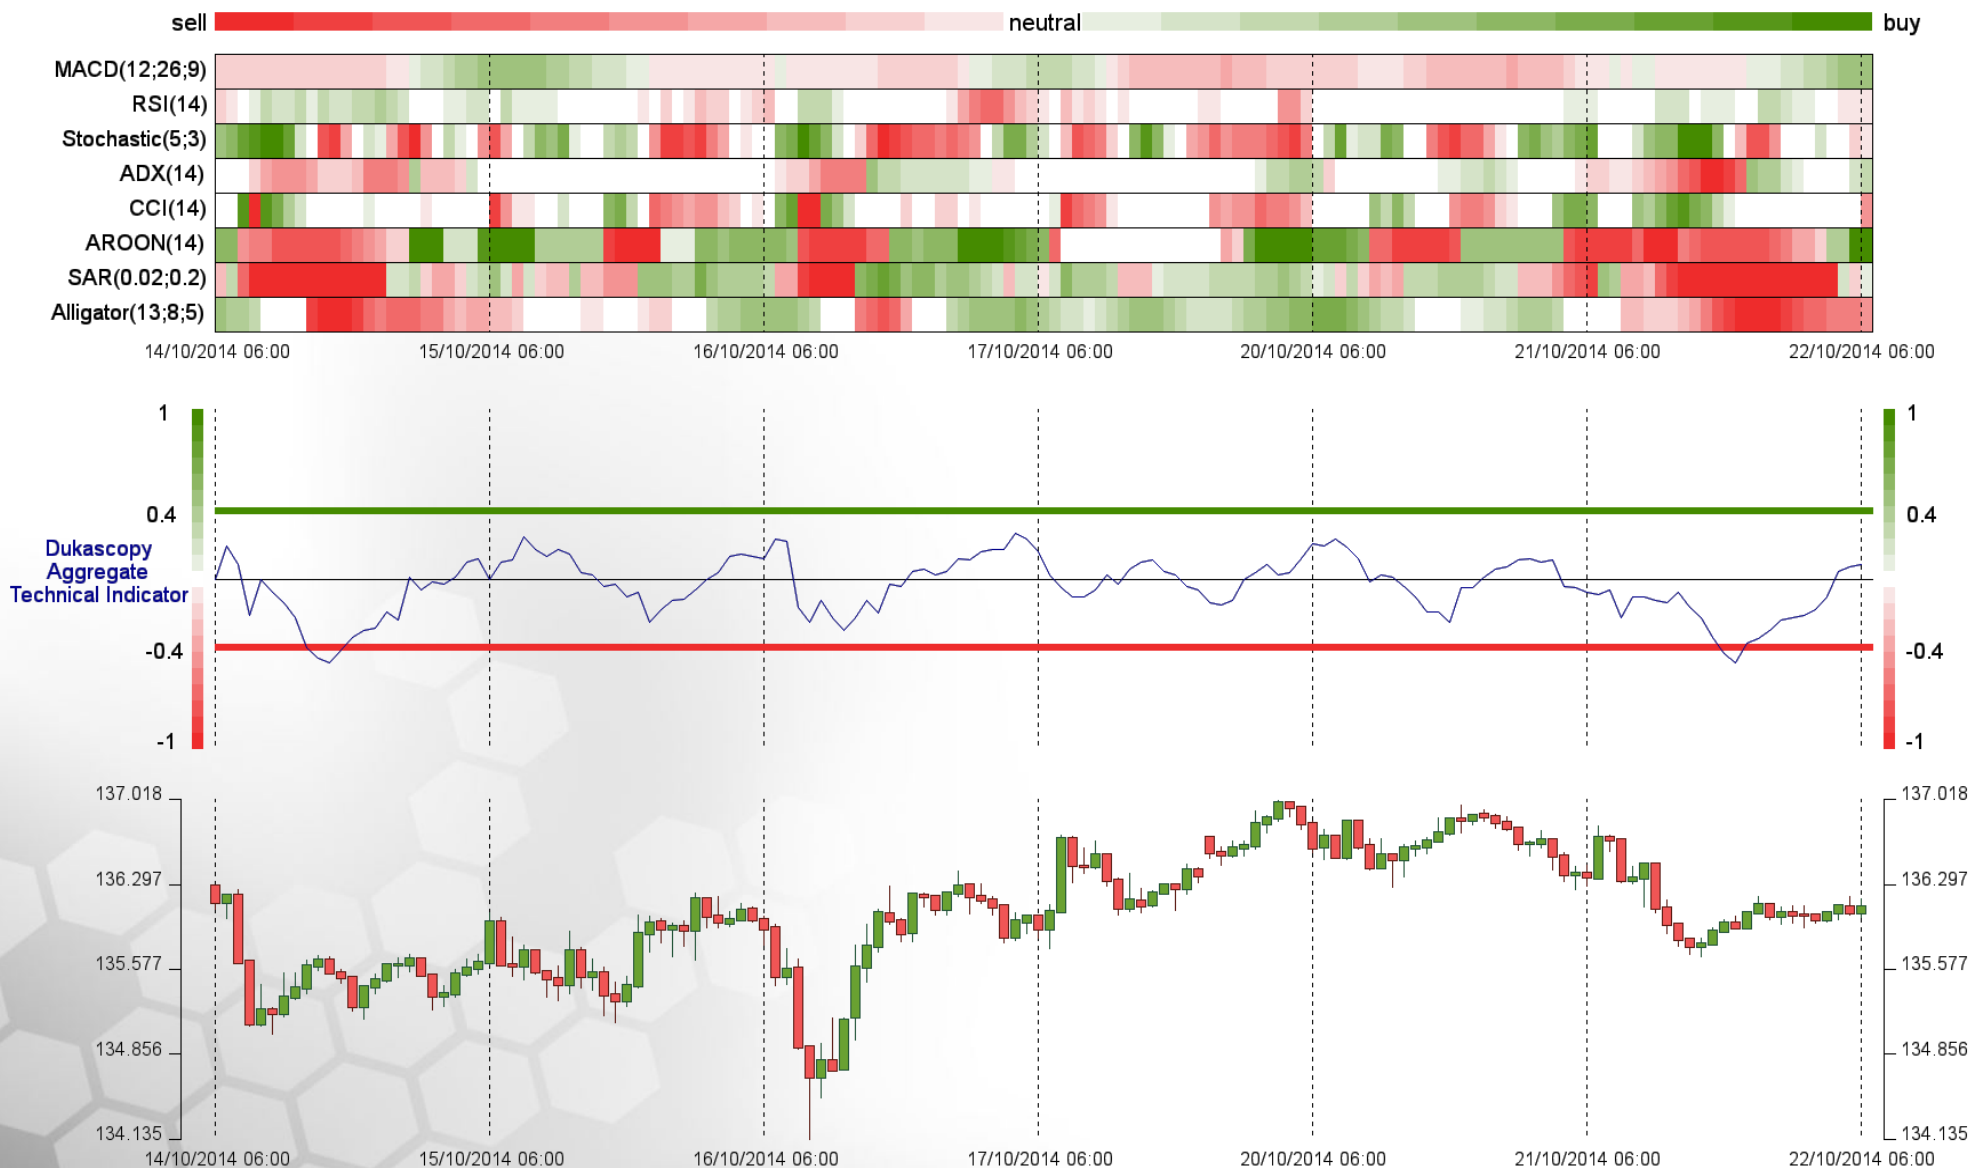 sell neutral buy
MACD(12;26;9)
RSI(14)
Stochastic(5;3)
ADX(14)
CCI(14)
AROON(14)
SAR(0.02;0.2)
Alligator(13;8;5)
14/10/2014 06:00 15/10/2014 06:00 16/10/2014 06:00 17/10/2014 06:00 20/10/2014 06:00 21/10/2014 06:00 22/10/2014 06:00
1 1
0.4 0.4
Dukascopy
Aggregate
Technical Indicator
-0.4 -0.4
-1 -1
137.018 137.018
136.297 136.297
135.577 135.577
134.856 134.856
134.135 134.135
14/10/2014 06:00 15/10/2014 06:00 16/10/2014 06:00 17/10/2014 06:00 20/10/2014 06:00 21/10/2014 06:00 22/10/2014 06:00